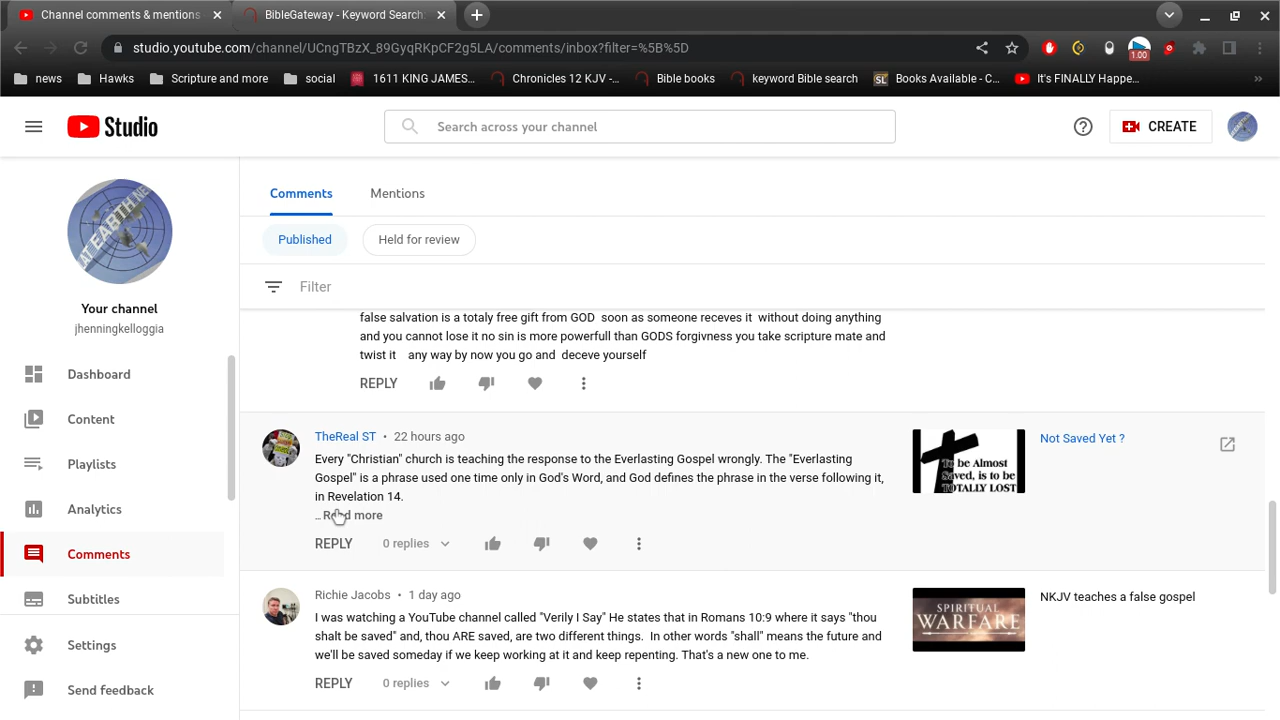 Channel comments & mentions
BibleGateway - Keyword Search:
studio.youtube.com/channel/UCngTBzX_89GyqRKpCF2g5LA/comments/inbox?filter=%5B%5D
1.00
news
Hawks
Scripture and more
social
1611 KING JAMES...
Chronicles 12 KJV -...
Bible books
keyword Bible search
Books Available - C...
It's FINALLY Happe...
Studio
Search across your channel
CREATE
AT EARTH.NE
Your channel
jhenningkelloggia
Dashboard
Content
Playlists
Analytics
Comments
Subtitles
Settings
Send feedback
Comments
Mentions
Published
Held for review
Filter
false salvation is a totaly free gift from GOD soon as someone receves it without doing anything
and you cannot lose it no sin is more powerfull than GODS forgivness you take scripture mate and
twist it any way by now you go and deceve yourself
REPLY
TheReal ST • 22 hours ago
Every "Christian" church is teaching the response to the Everlasting Gospel wrongly. The "Everlasting
Gospel" is a phrase used one time only in God's Word, and God defines the phrase in the verse following it,
in Revelation 14.
...Read more
REPLY
0 replies
To be Almost
Saved, is to be
TOTALLY LOST
Not Saved Yet ?
Richie Jacobs • 1 day ago
I was watching a YouTube channel called "Verily I Say" He states that in Romans 10:9 where it says "thou
shalt be saved" and, thou ARE saved, are two different things. In other words "shall" means the future and
we'll be saved someday if we keep working at it and keep repenting. That's a new one to me.
REPLY
0 replies
SPIRITUAL
WARFARE
NKJV teaches a false gospel